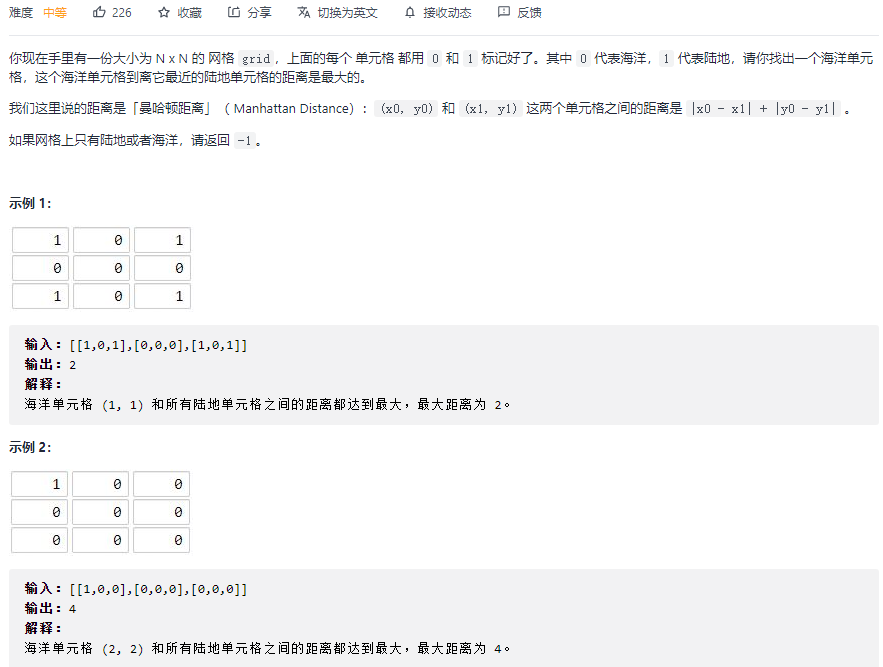 难度 中等 226 收藏 分享 切换为英文 接收动态 反馈
你现在手里有一份大小为 N x N 的 网格 grid，上面的每个 单元格 都用 0 和 1 标记好了。其中 0 代表海洋，1 代表陆地，请你找出一个海洋单元
格，这个海洋单元格到离它最近的陆地单元格的距离是最大的。
我们这里说的距离是「曼哈顿距离」（ Manhattan Distance）：(x0, y0) 和 (x1, y1) 这两个单元格之间的距离是 |x0 - x1| + |y0 - y1| 。
如果网格上只有陆地或者海洋，请返回 -1。
示例 1：
1 0 1
0 0 0
1 0 1
输入：[[1,0,1],[0,0,0],[1,0,1]]
输出：2
解释：
海洋单元格 (1, 1) 和所有陆地单元格之间的距离都达到最大，最大距离为 2。
示例 2：
1 0 0
0 0 0
0 0 0
输入：[[1,0,0],[0,0,0],[0,0,0]]
输出：4
解释：
海洋单元格 (2, 2) 和所有陆地单元格之间的距离都达到最大，最大距离为 4。